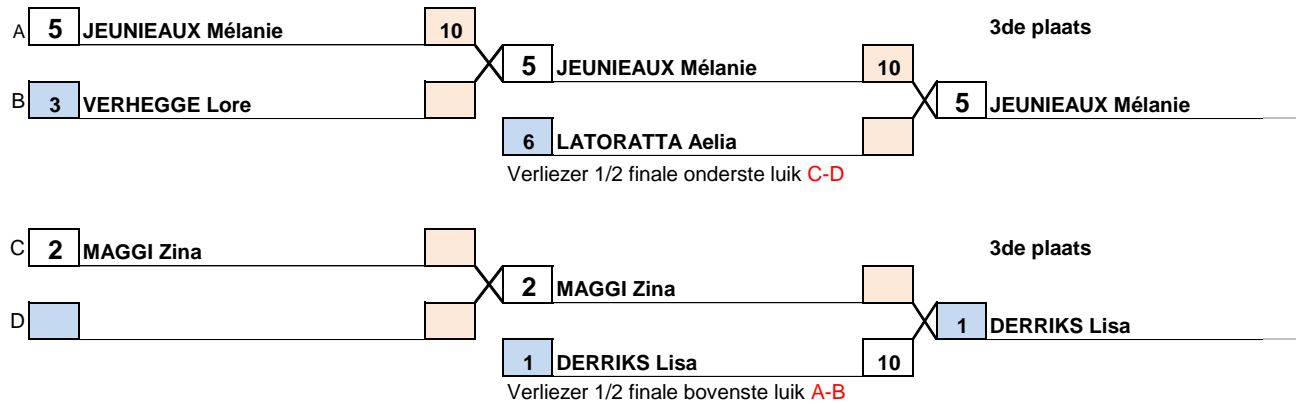 A 5 JEUNIEAUX Mélanie 10 3de plaats
5 JEUNIEAUX Mélanie 10
B 3 VERHEGGE Lore 5 JEUNIEAUX Mélanie
6 LATORATTA Aelia
Verliezer 1/2 finale onderste luik C-D
C 2 MAGGI Zina 3de plaats
2 MAGGI Zina
D 1 DERRIKS Lisa
1 DERRIKS Lisa 10
Verliezer 1/2 finale bovenste luik A-B